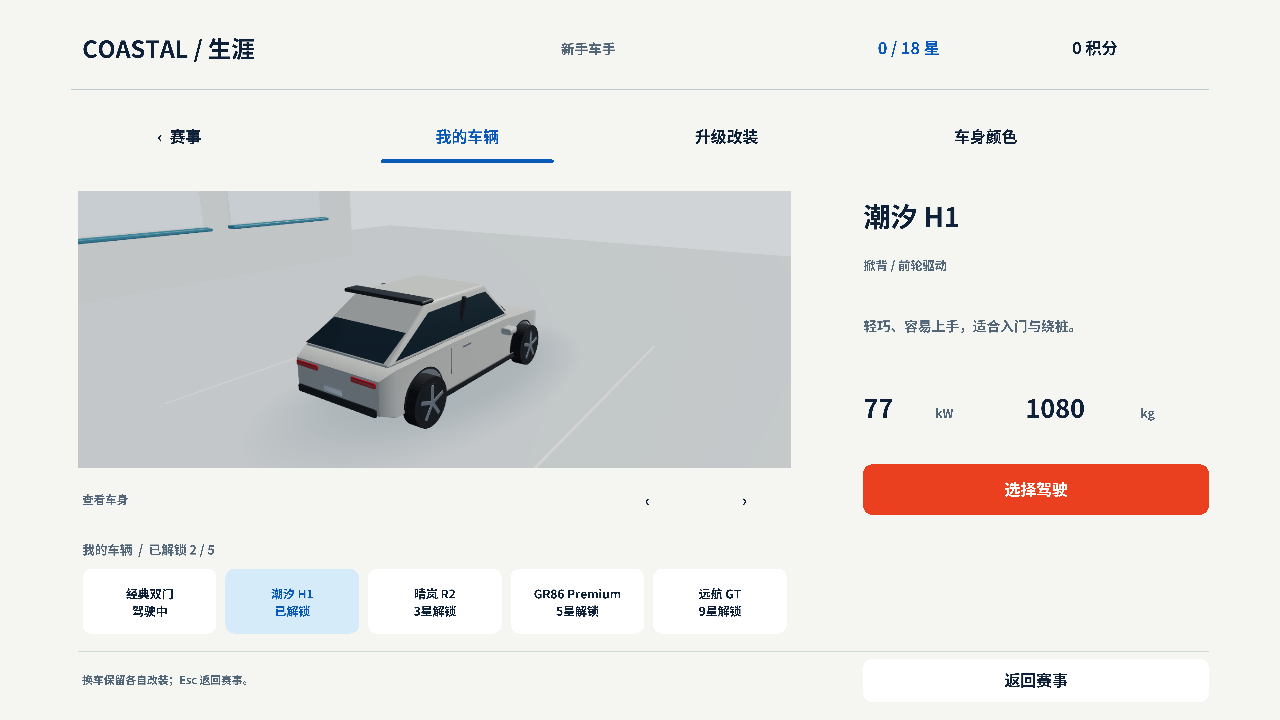 COASTAL / 生涯
新手车手
0 / 18 星
0 积分
‹ 赛事
我的车辆
升级改装
车身颜色
潮汐 H1
掀背 / 前轮驱动
轻巧、容易上手，适合入门与绕桩。
77 kW
1080 kg
选择驾驶
查看车身
‹ ›
我的车辆 / 已解锁 2 / 5
经典双门
驾驶中
潮汐 H1
已解锁
晴岚 R2
3星解锁
GR86 Premium
5星解锁
远航 GT
9星解锁
换车保留各自改装；Esc 返回赛事。
返回赛事